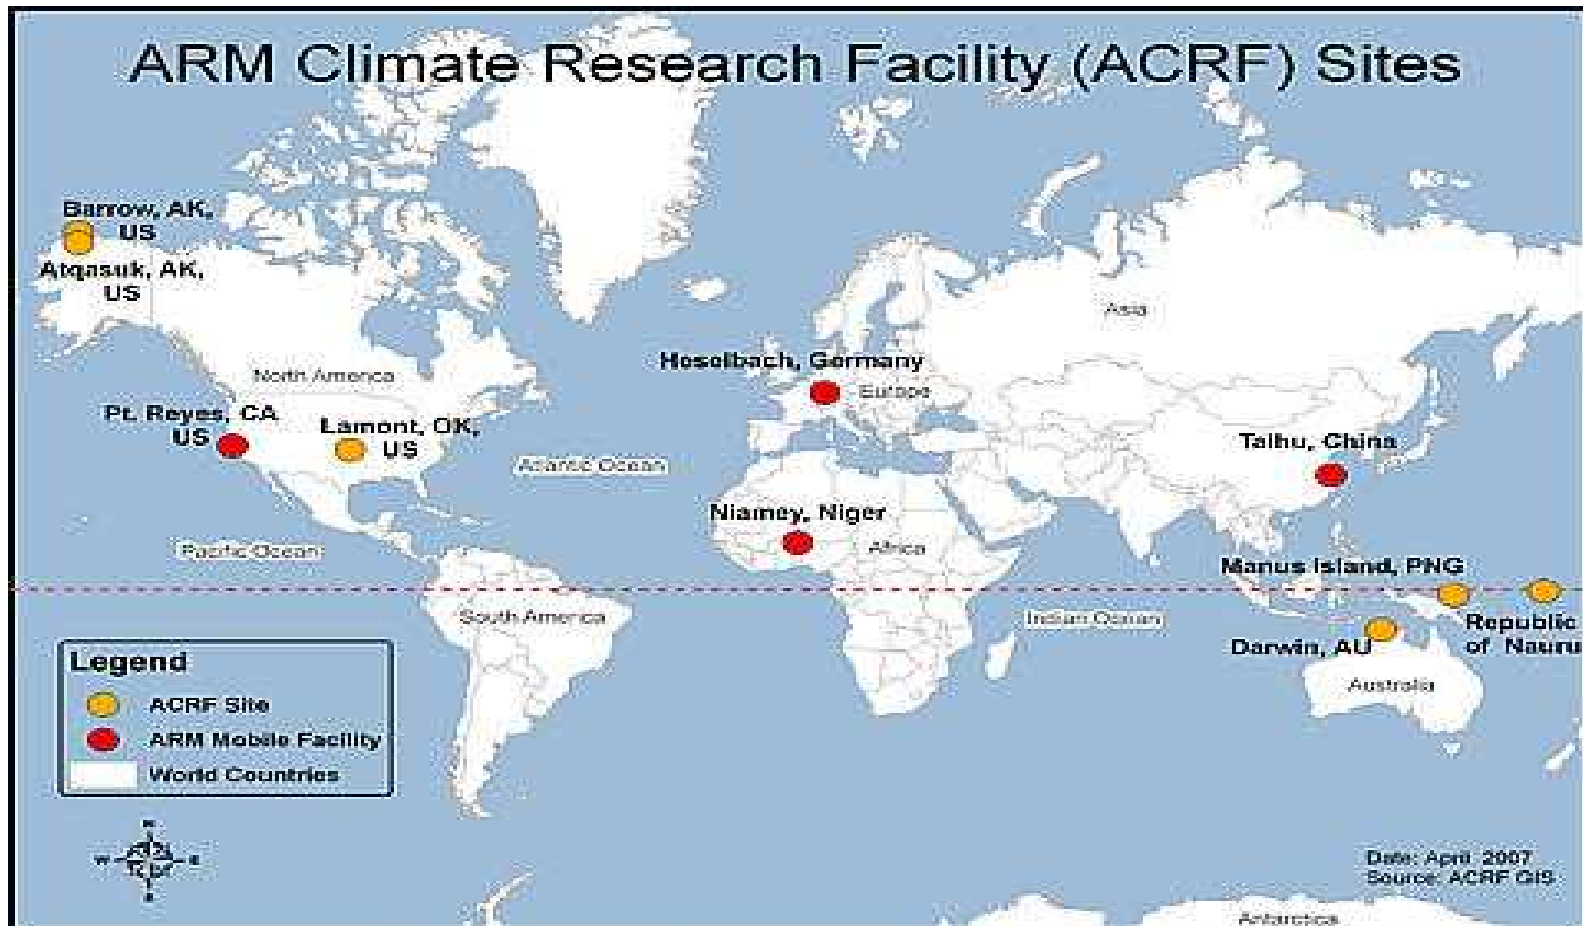 ARM Climate Research Facility (ACRF) Sites
Barrow, AK,
US
Atqasuk, AK,
US
North America
Pt. Reyes, CA
US
Lamont, OK,
US
Atlantic Ocean
Pacific Ocean
South America
Heselbach, Germany
Europe
Asia
Taihu, China
Niamey, Niger
Africa
Manus Island, PNG
Indian Ocean
Republic
of Nauru
Darwin, AU
Australia
Legend
ACRF Site
ARM Mobile Facility
World Countries
N
W
E
S
Date: April, 2007
Source: ACRF GIS
Antarctica